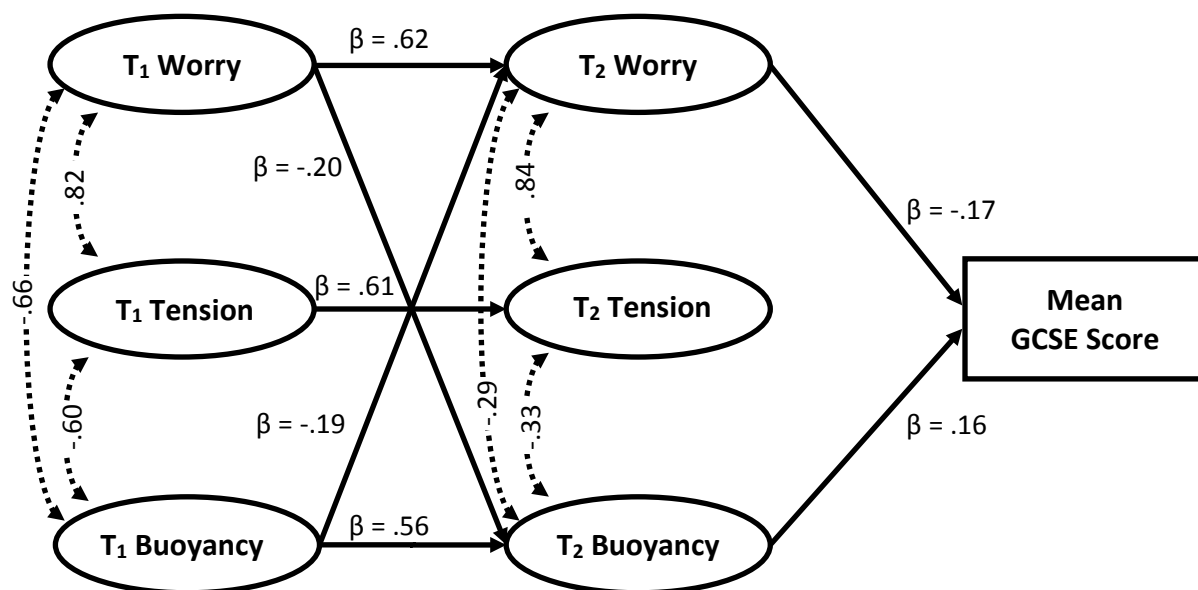 T₁ Worry
β = .62
T₂ Worry
β = -.20
.82
.84
β = -.17
-.66
T₁ Tension
β = .61
T₂ Tension
Mean
GCSE Score
-.60
β = -.19
-.29
-.33
β = .16
T₁ Buoyancy
β = .56
T₂ Buoyancy